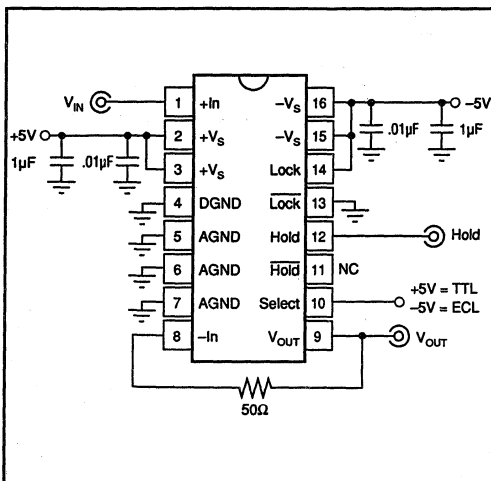 V_IN
1 +In −V_S 16 −5V
+5V 2 +V_S −V_S 15 .01µF 1µF
1µF .01µF 3 +V_S Lock 14
4 DGND L̅o̅c̅k̅ 13
5 AGND Hold 12 Hold
6 AGND H̅o̅l̅d̅ 11 NC
7 AGND Select 10 +5V = TTL
−5V = ECL
8 −In V_OUT 9 V_OUT
50Ω